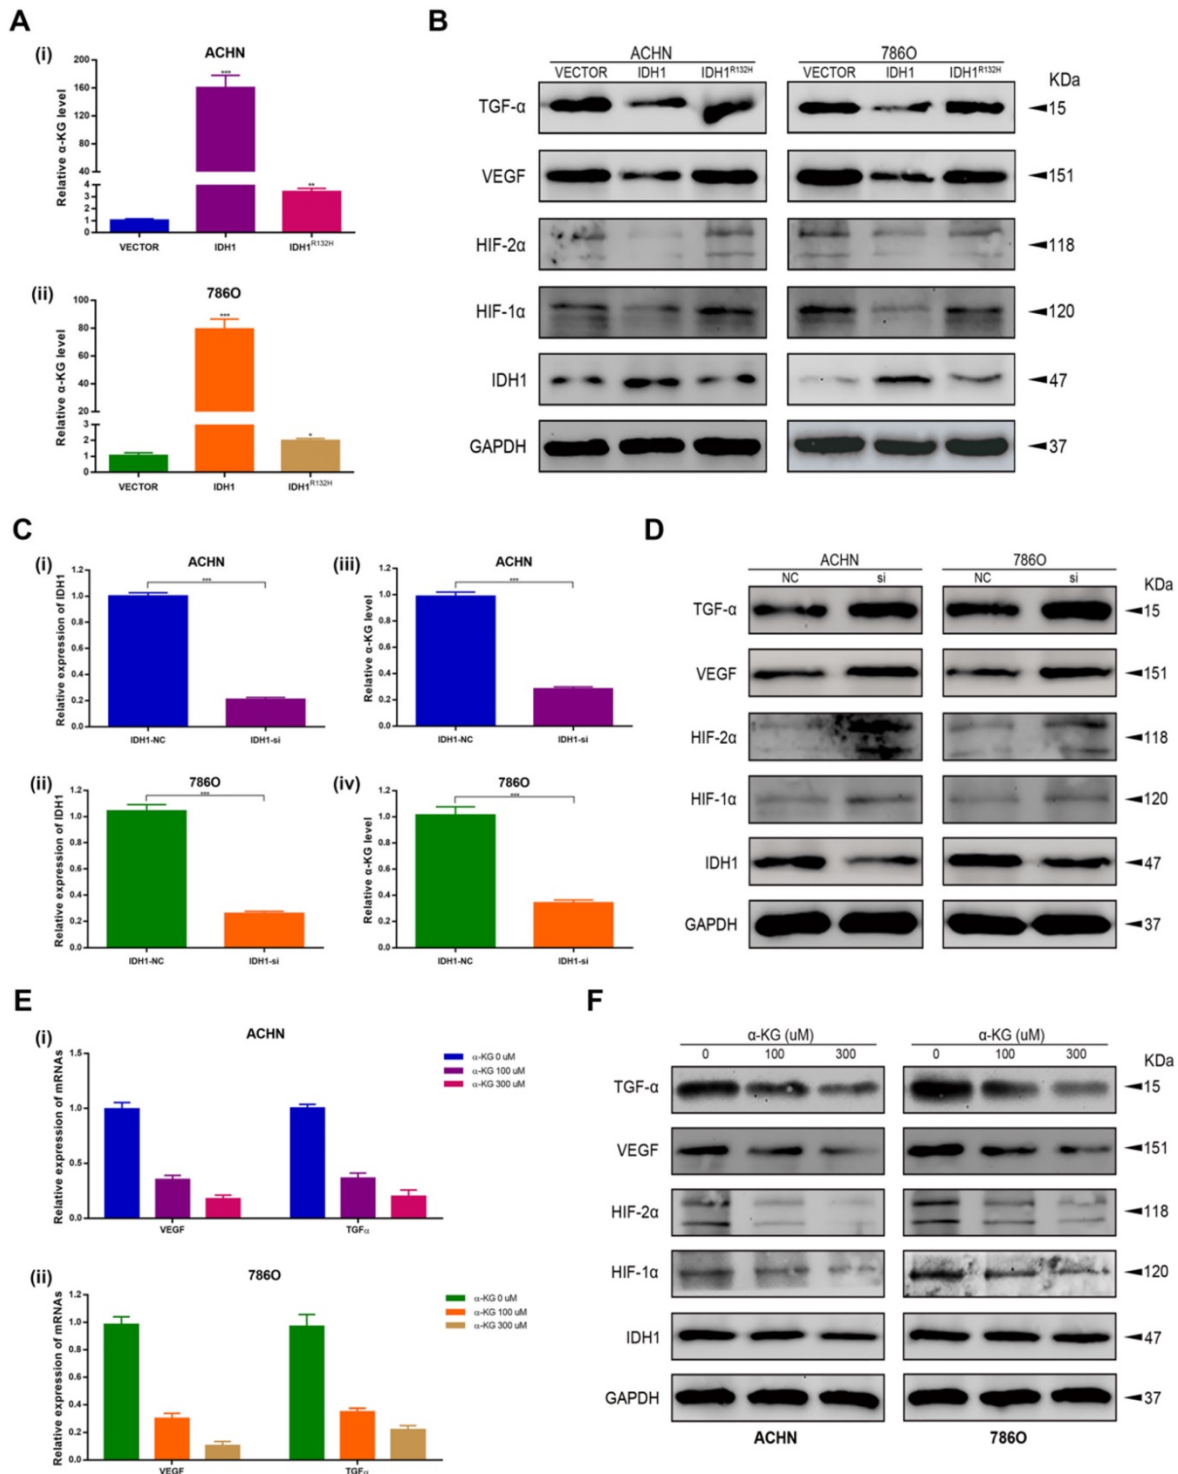 A
(i)
ACHN
Relative α-KG level
200
160
120
80
40
4
3
2
1
0
***
**
VECTOR
IDH1
IDH1R132H
(ii)
786O
Relative α-KG level
100
80
60
40
20
3
2
1
0
***
*
VECTOR
IDH1
IDH1R132H
B
ACHN
786O
VECTOR IDH1 IDH1R132H
VECTOR IDH1 IDH1R132H
KDa
TGF-α
15
VEGF
151
HIF-2α
118
HIF-1α
120
IDH1
47
GAPDH
37
C
(i)
ACHN
Relative expression of IDH1
1.2
1.0
0.8
0.6
0.4
0.2
0.0
***
IDH1-NC
IDH1-si
(iii)
ACHN
Relative α-KG level
1.2
1.0
0.8
0.6
0.4
0.2
0.0
***
IDH1-NC
IDH1-si
(ii)
786O
Relative expression of IDH1
1.2
1.0
0.8
0.6
0.4
0.2
0.0
***
IDH1-NC
IDH1-si
(iv)
786O
Relative α-KG level
1.2
1.0
0.8
0.6
0.4
0.2
0.0
***
IDH1-NC
IDH1-si
D
ACHN
786O
NC si
NC si
KDa
TGF-α
15
VEGF
151
HIF-2α
118
HIF-1α
120
IDH1
47
GAPDH
37
E
(i)
ACHN
Relative expression of mRNAs
1.5
1.0
0.5
0.0
α-KG 0 uM
α-KG 100 uM
α-KG 300 uM
VEGF
TGFα
(ii)
786O
Relative expression of mRNAs
1.2
1.0
0.8
0.6
0.4
0.2
0.0
α-KG 0 uM
α-KG 100 uM
α-KG 300 uM
VEGF
TGFα
F
α-KG (uM)
α-KG (uM)
0 100 300
0 100 300
KDa
TGF-α
15
VEGF
151
HIF-2α
118
HIF-1α
120
IDH1
47
GAPDH
37
ACHN
786O